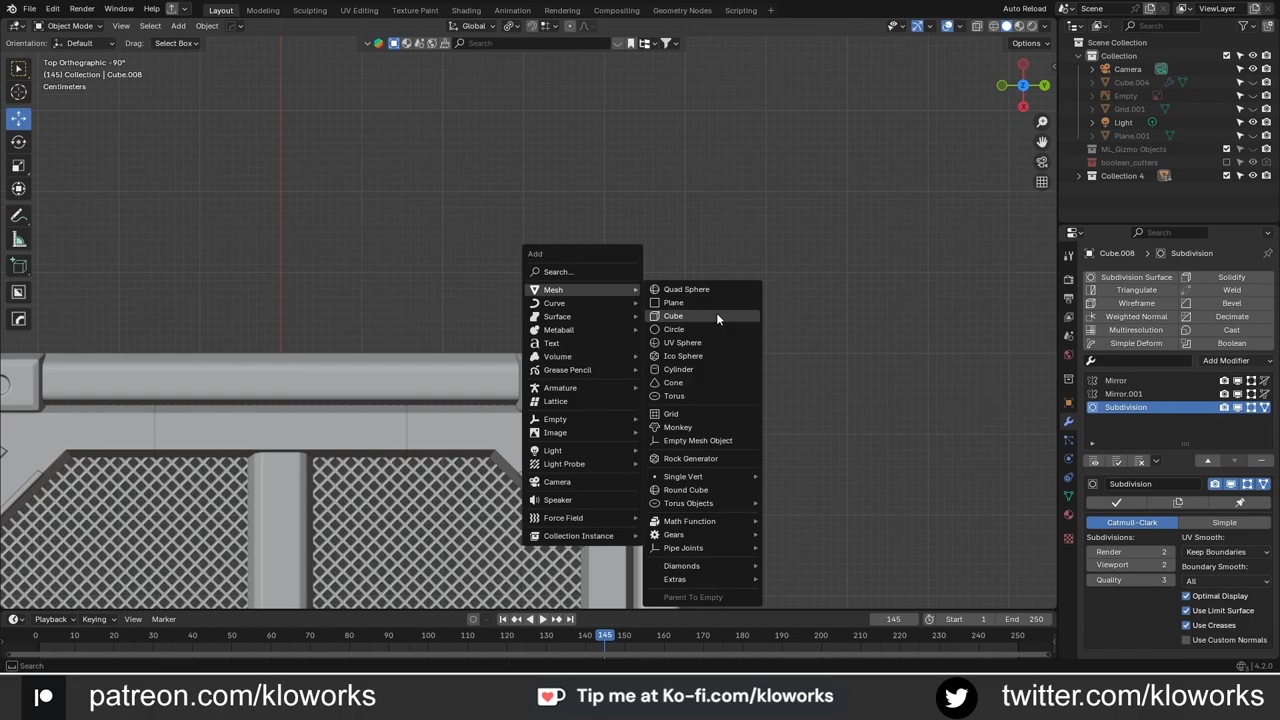 File Edit Render Window Help
Layout Modeling Sculpting UV Editing Texture Paint Shading Animation Rendering Compositing Geometry Nodes Scripting +
Auto Reload Scene ViewLayer
Object Mode View Select Add Object Global
Search
Orientation: Default Drag: Select Box
Search Options
Top Orthographic -90°
(145) Collection | Cube.008
Centimeters
Z Y X
Scene Collection
Collection
Camera
Cube.004
Empty
Grid.001
Light
Plane.001
ML_Gizmo Objects
boolean_cutters
Collection 4
Search
Cube.008 Subdivision
Subdivision Surface Solidify
Triangulate Weld
Wireframe Bevel
Weighted Normal Decimate
Multiresolution Cast
Simple Deform Boolean
Add Modifier
Mirror
Mirror.001
Subdivision
Subdivision
Catmull-Clark Simple
Subdivisions: UV Smooth:
Render 2 Keep Boundaries
Viewport 2 Boundary Smooth:
Quality 3 All
Optimal Display
Use Limit Surface
Use Creases
Use Custom Normals
Add
Search...
Mesh
Curve
Surface
Metaball
Text
Volume
Grease Pencil
Armature
Lattice
Empty
Image
Light
Light Probe
Camera
Speaker
Force Field
Collection Instance
Quad Sphere
Plane
Cube
Circle
UV Sphere
Ico Sphere
Cylinder
Cone
Torus
Grid
Monkey
Empty Mesh Object
Rock Generator
Single Vert
Round Cube
Torus Objects
Math Function
Gears
Pipe Joints
Diamonds
Extras
Parent To Empty
Playback Keying View Marker 145 Start 1 End 250
0 10 20 30 40 50 60 70 80 90 100 110 120 130 140 145 150 160 170 180 190 200 210 220 230 240 250
Search 4.2.0
patreon.com/kloworks Tip me at Ko-fi.com/kloworks twitter.com/kloworks